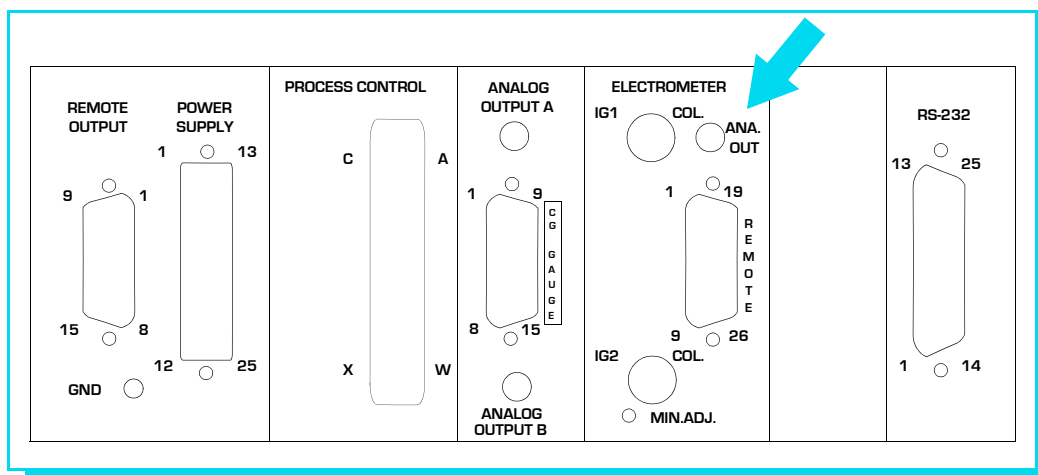 REMOTE
OUTPUT
9
1
15
8
GND
POWER
SUPPLY
1
13
12
25
PROCESS CONTROL
C
A
X
W
ANALOG
OUTPUT A
1
9
CG GAUGE
8
15
ANALOG
OUTPUT B
ELECTROMETER
IG1
COL.
ANA.
OUT
1
19
REMOTE
9
26
IG2
COL.
MIN.ADJ.
RS-232
13
25
1
14